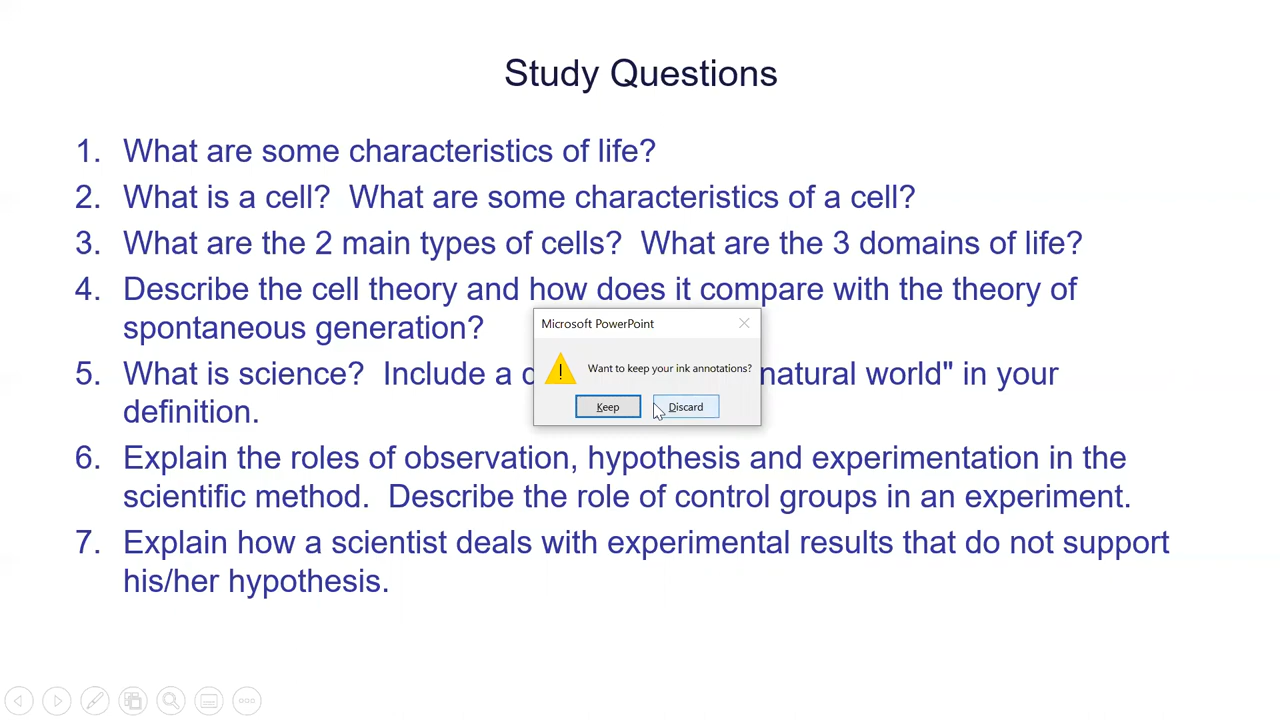 Study Questions
1. What are some characteristics of life?
2. What is a cell?  What are some characteristics of a cell?
3. What are the 2 main types of cells?  What are the 3 domains of life?
4. Describe the cell theory and how does it compare with the theory of
spontaneous generation?
Microsoft PowerPoint
Want to keep your ink annotations?
Keep
Discard
5. What is science?  Include a natural world" in your
definition.
6. Explain the roles of observation, hypothesis and experimentation in the
scientific method.  Describe the role of control groups in an experiment.
7. Explain how a scientist deals with experimental results that do not support
his/her hypothesis.